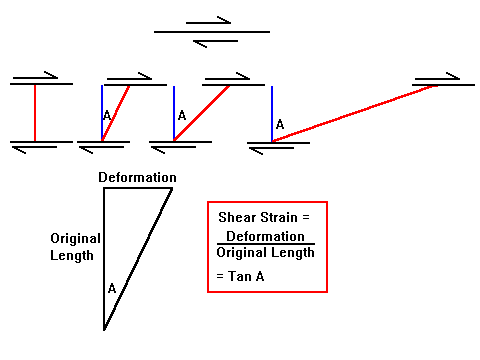 A
A
A
Deformation
Original
Length
A
Shear Strain =
Deformation
Original Length
= Tan A